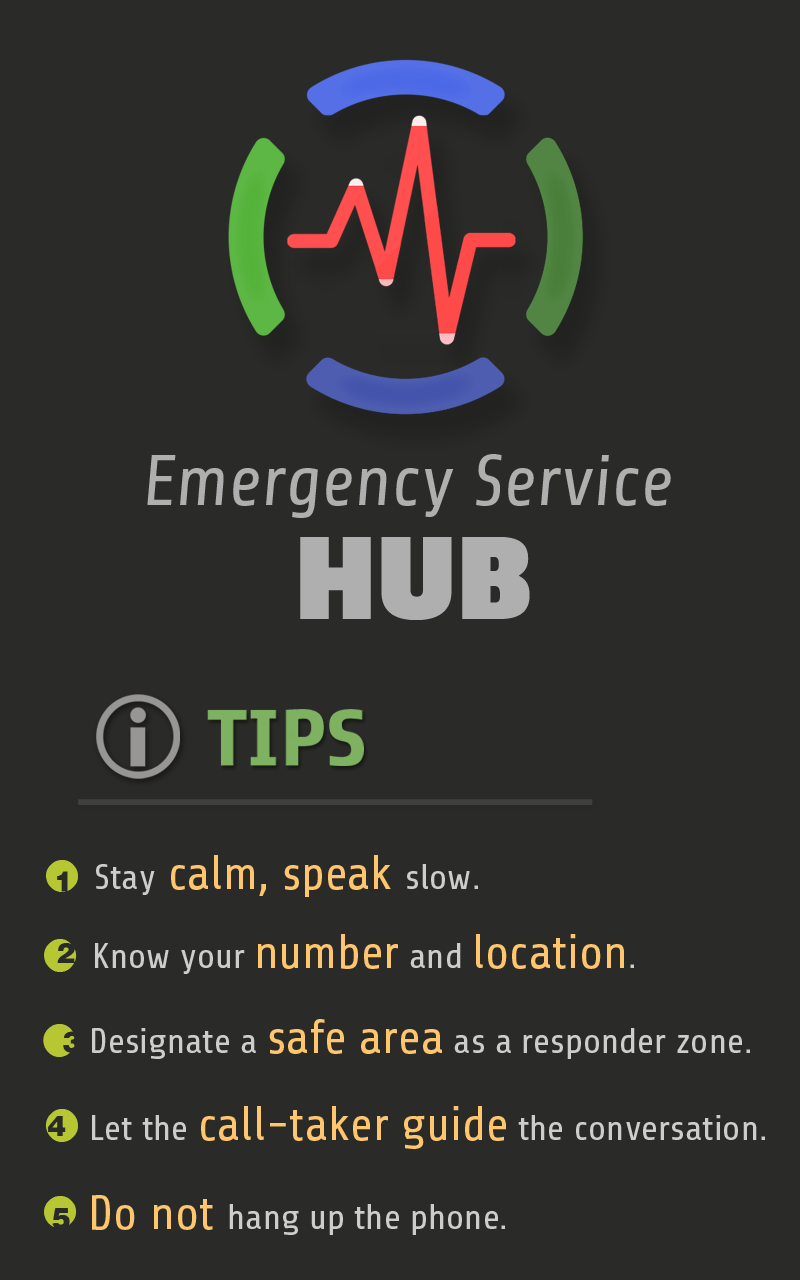 Emergency Service
HUB
i TIPS
1 Stay calm, speak slow.
2 Know your number and location.
3 Designate a safe area as a responder zone.
4 Let the call-taker guide the conversation.
5 Do not hang up the phone.